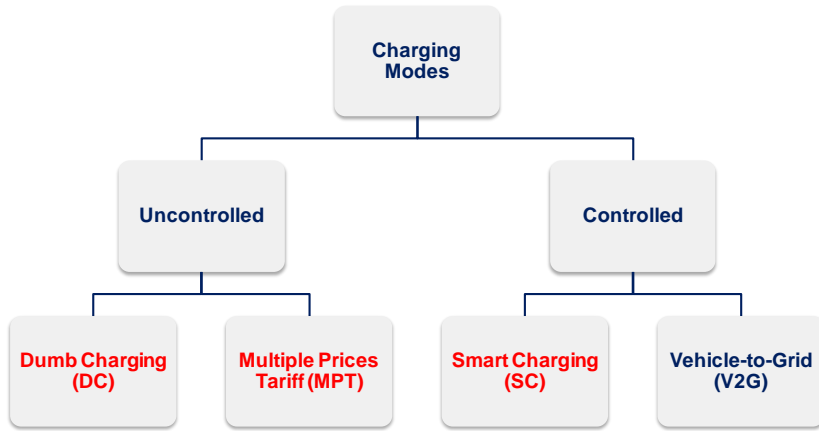 Charging
Modes
Uncontrolled
Controlled
Dumb Charging
(DC)
Multiple Prices
Tariff (MPT)
Smart Charging
(SC)
Vehicle-to-Grid
(V2G)